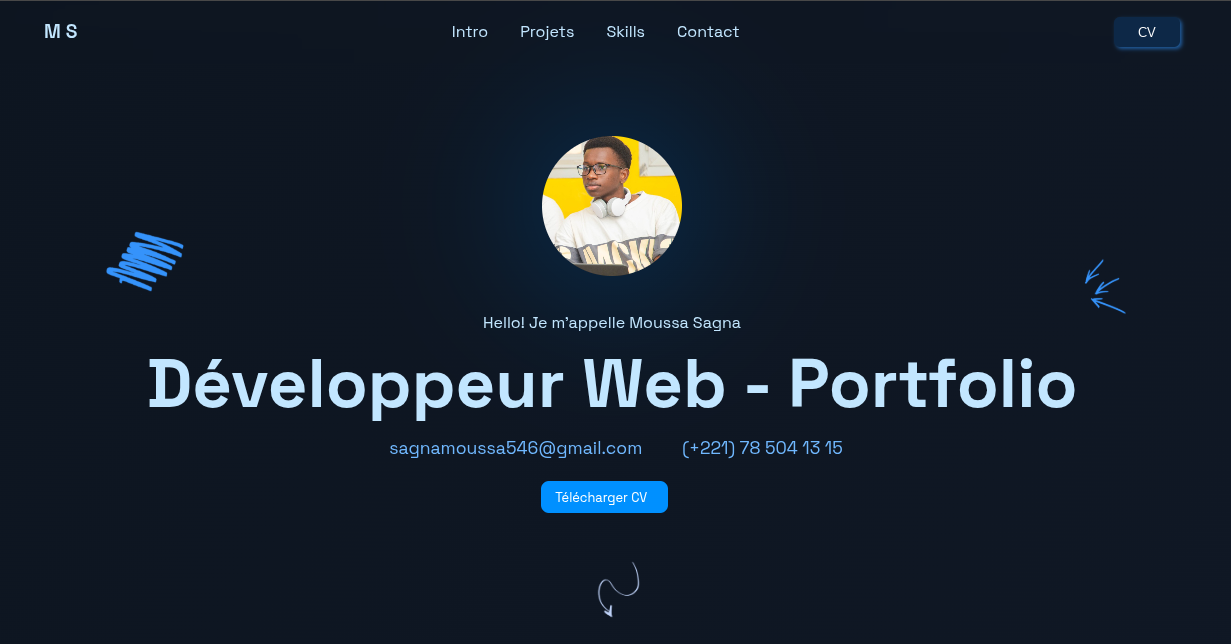 M S
Intro Projets Skills Contact
CV
Hello! Je m'appelle Moussa Sagna
Développeur Web - Portfolio
sagnamoussa546@gmail.com (+221) 78 504 13 15
Télécharger CV